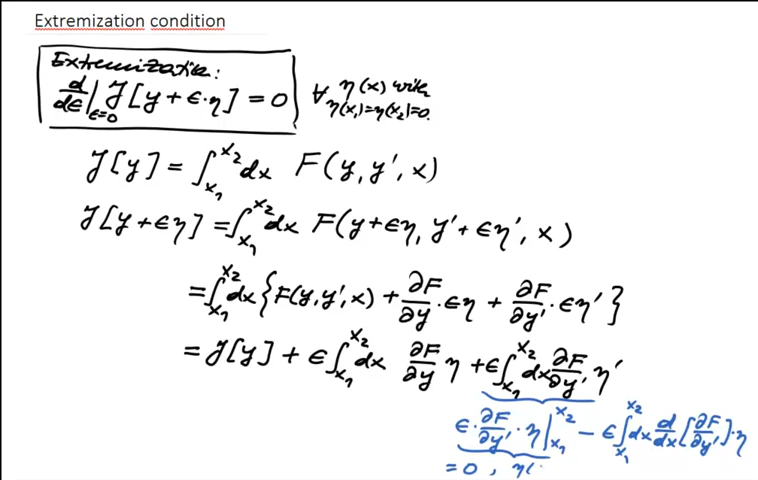 Extremization condition
Extremization:
d/dϵ|ϵ=0 J[y + ϵ·η] = 0 ∀ η(x) with η(x₁)=η(x₂)=0.
J[y] = ∫_{x₁}^{x₂} dx F(y, y', x)
J[y+ϵη] = ∫_{x₁}^{x₂} dx F(y+ϵη, y'+ϵη', x)
= ∫_{x₁}^{x₂} dx {F(y,y',x) + ∂F/∂y · ϵη + ∂F/∂y' · ϵη'}
= J[y] + ϵ ∫_{x₁}^{x₂} dx ∂F/∂y η + ϵ ∫_{x₁}^{x₂} dx ∂F/∂y' η'
ϵ · ∂F/∂y' · η |_{x₁}^{x₂} − ϵ ∫_{x₁}^{x₂} dx d/dx [∂F/∂y'] · η
= 0 , η(